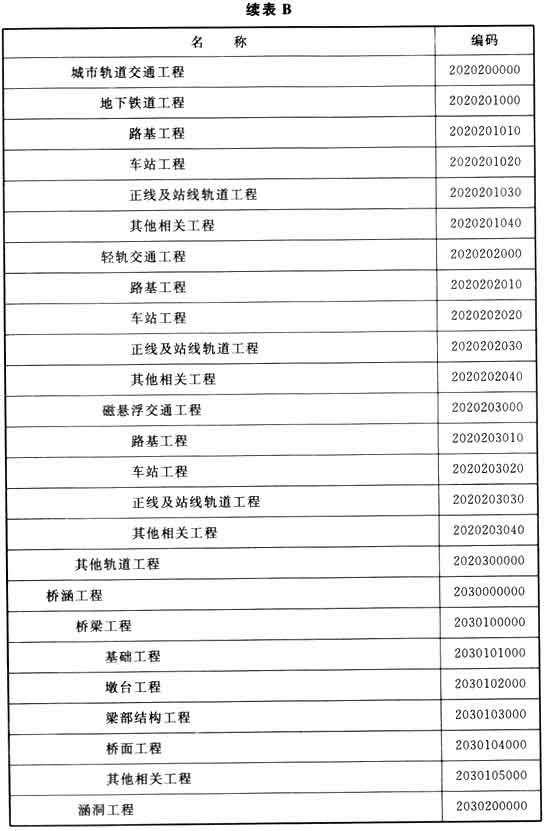 续表 B
名 称 编码
城市轨道交通工程 2020200000
地下铁道工程 2020201000
路基工程 2020201010
车站工程 2020201020
正线及站线轨道工程 2020201030
其他相关工程 2020201040
轻轨交通工程 2020202000
路基工程 2020202010
车站工程 2020202020
正线及站线轨道工程 2020202030
其他相关工程 2020202040
磁悬浮交通工程 2020203000
路基工程 2020203010
车站工程 2020203020
正线及站线轨道工程 2020203030
其他相关工程 2020203040
其他轨道工程 2020300000
桥涵工程 2030000000
桥梁工程 2030100000
基础工程 2030101000
墩台工程 2030102000
梁部结构工程 2030103000
桥面工程 2030104000
其他相关工程 2030105000
涵洞工程 2030200000